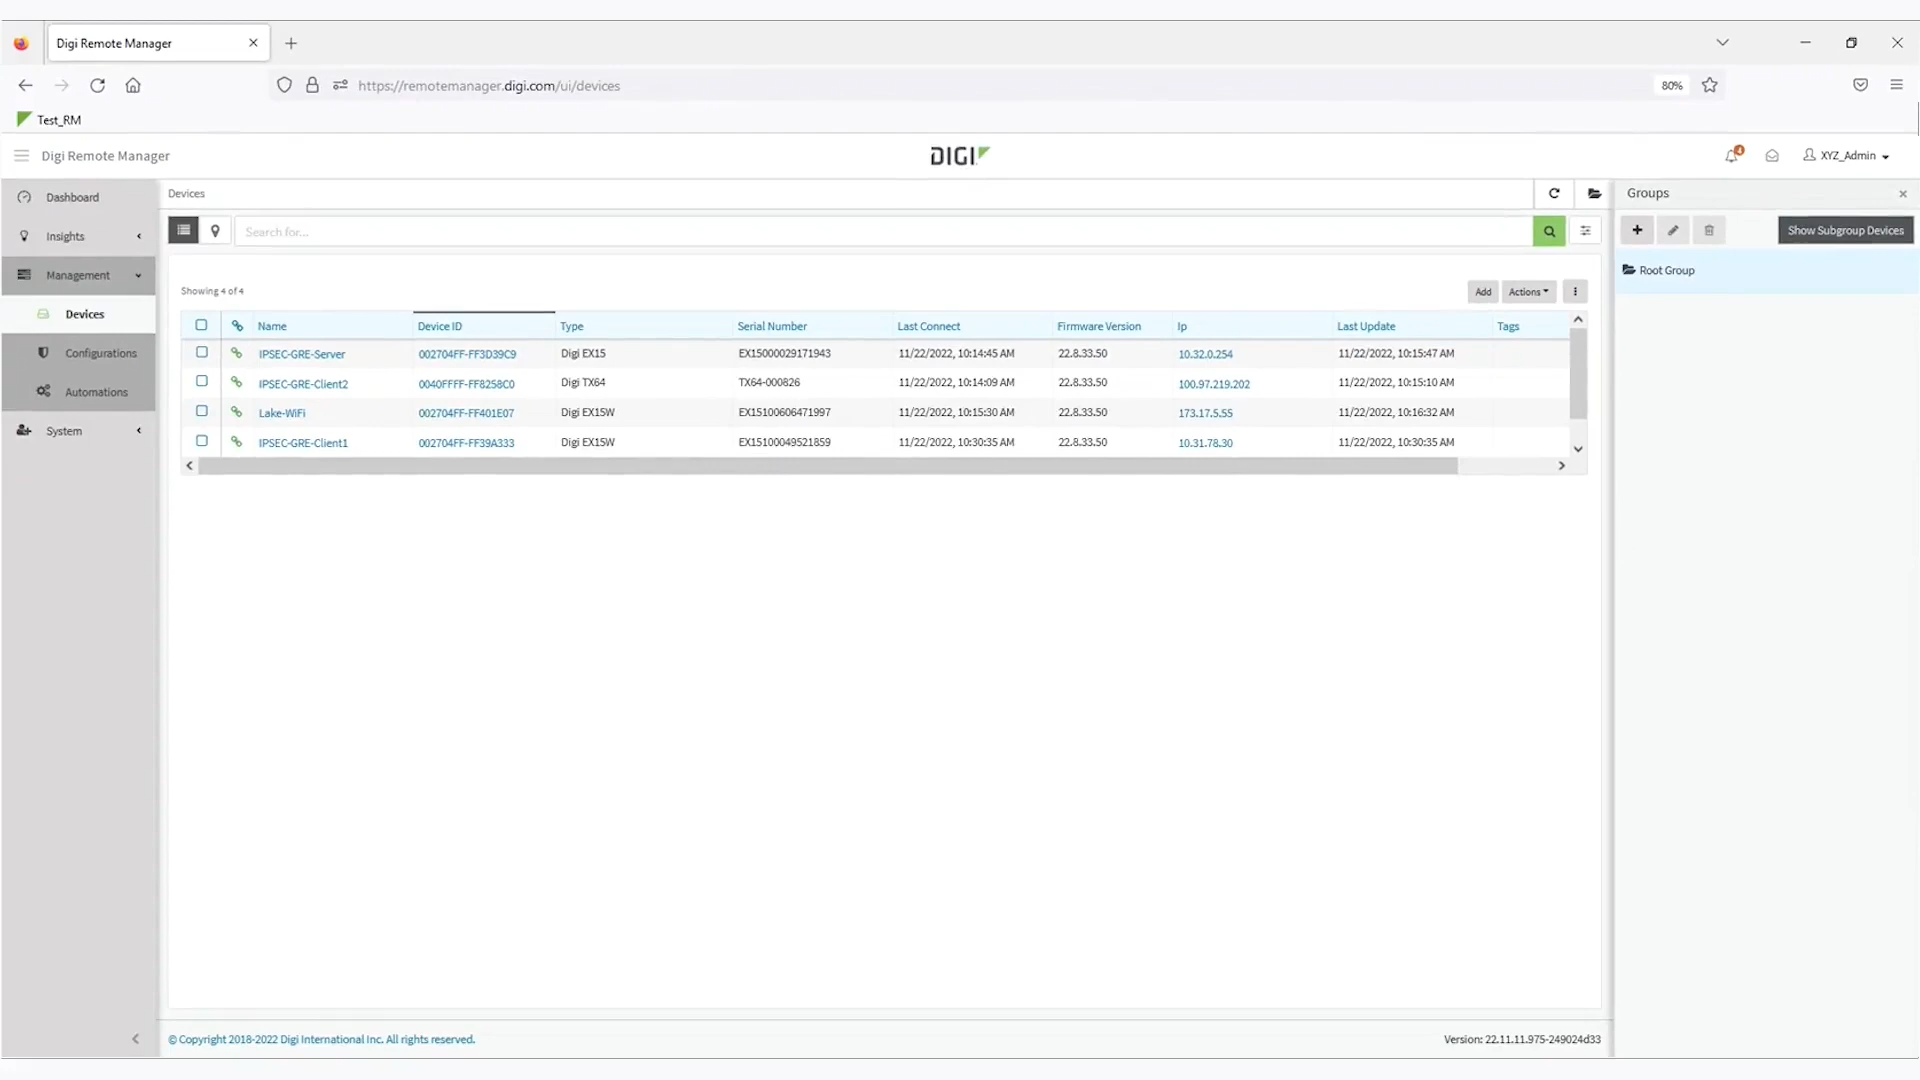 Digi Remote Manager
https://remotemanager.digi.com/ui/devices
80%
Test_RM
Digi Remote Manager
DIGI
4
XYZ_Admin
Dashboard
Insights
Management
Devices
Configurations
Automations
System
Devices
Search for...
Showing 4 of 4
Add
Actions
Name Device ID Type Serial Number Last Connect Firmware Version Ip Last Update Tags
IPSEC-GRE-Server 002704FF-FF3D39C9 Digi EX15 EX15000029171943 11/22/2022, 10:14:45 AM 22.8.33.50 10.32.0.254 11/22/2022, 10:15:47 AM
IPSEC-GRE-Client2 0040FFFF-FF8258C0 Digi TX64 TX64-000826 11/22/2022, 10:14:09 AM 22.8.33.50 100.97.219.202 11/22/2022, 10:15:10 AM
Lake-WiFi 002704FF-FF401E07 Digi EX15W EX15100606471997 11/22/2022, 10:15:30 AM 22.8.33.50 173.17.5.55 11/22/2022, 10:16:32 AM
IPSEC-GRE-Client1 002704FF-FF39A333 Digi EX15W EX15100049521859 11/22/2022, 10:30:35 AM 22.8.33.50 10.31.78.30 11/22/2022, 10:30:35 AM
Groups
Show Subgroup Devices
Root Group
© Copyright 2018-2022 Digi International Inc. All rights reserved.
Version: 22.11.11.975-249024d33